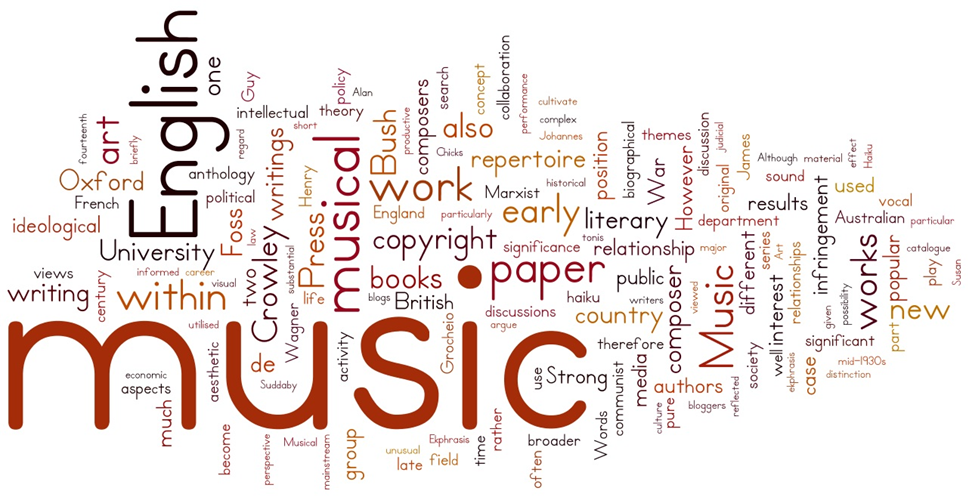 English
one
Guy
intellectual
policy
Alan
theory
short
composers
search
concept
collaboration
performance
cultivate
complex
Johannes
productive
Bush
also
Chicks
repertoire
fourteenth
art
briefly
regard
writings
musical
Oxford
anthology
French
political
Henry
work
Marxist
historical
position
biographical
themes
War
However
discussion
judicial
original
James
Although
material
effect
Haiku
sound
used
ideological
University
Foss
law
Crowley
substantial
Press
life
England
particularly
early
literary
department
results
vocal
Australian
particular
copyright
significance
tonis
relationship
major
different
series
Art
relationships
infringement
works
popular
catalogue
play
Susan
views
writing
century
informed
career
visual
within
two
Wagner
books
blogs
British
paper
haiku
public
writers
discussions
argue
country
composer
viewed
Music
well
interest
given
possibility
part
new
significant
music
utilised
de
Suddaby
activity
Grocheio
therefore
media
society
ekphrasis
case
mid-1930s
distinction
economic
aspects
much
aesthetic
use
Strong
communist
Words
authors
pure
culture
bloggers
reflected
become
perspective
Musical
mainstream
group
unusual
late
Ekphrasis
field
time
rather
often
broader